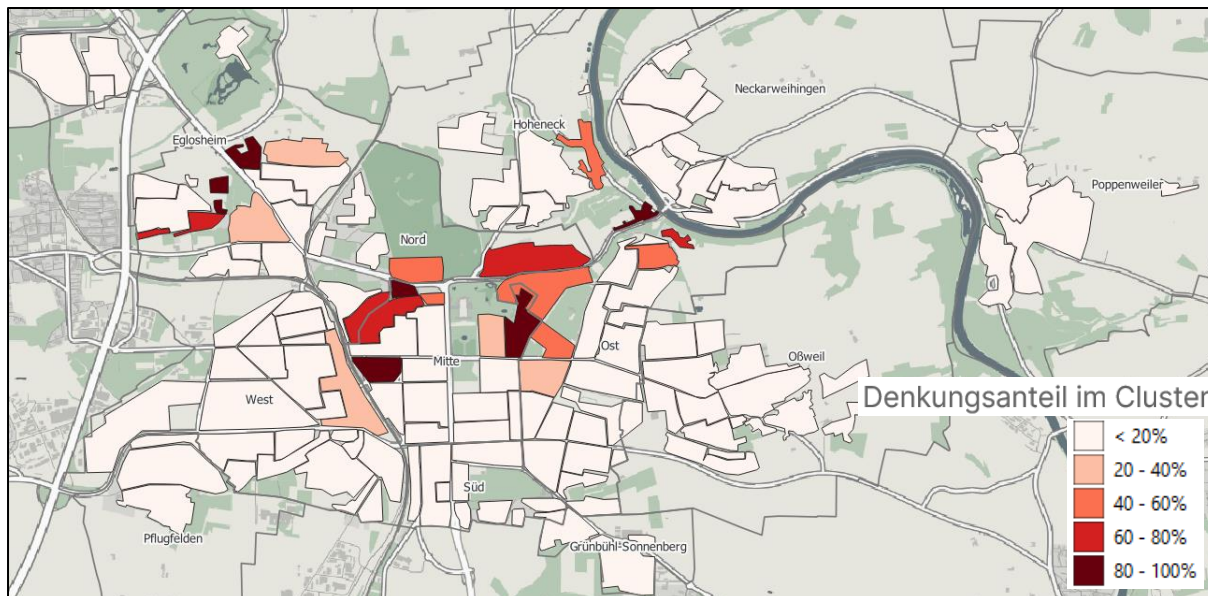 Neckarweihingen
Hoheneck
Eglosheim
Poppenweiler
Nord
Ost
Oßweil
Mitte
West
Süd
Pflugfelden
Grünbühl-Sonnenberg
Denkungsanteil im Cluster
< 20%
20 - 40%
40 - 60%
60 - 80%
80 - 100%